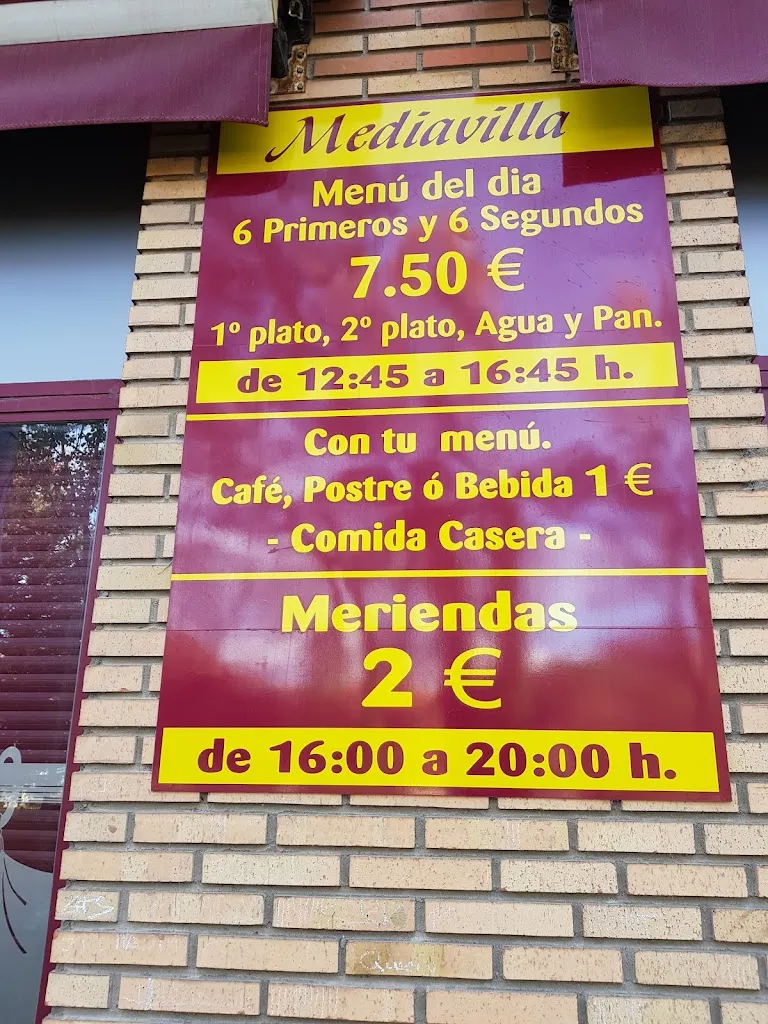 Mediavilla
Menú del dia
6 Primeros y 6 Segundos
7.50 €
1º plato, 2º plato, Agua y Pan.
de 12:45 a 16:45 h.
Con tu menú.
Café, Postre ó Bebida 1 €
- Comida Casera -
Meriendas
2 €
de 16:00 a 20:00 h.